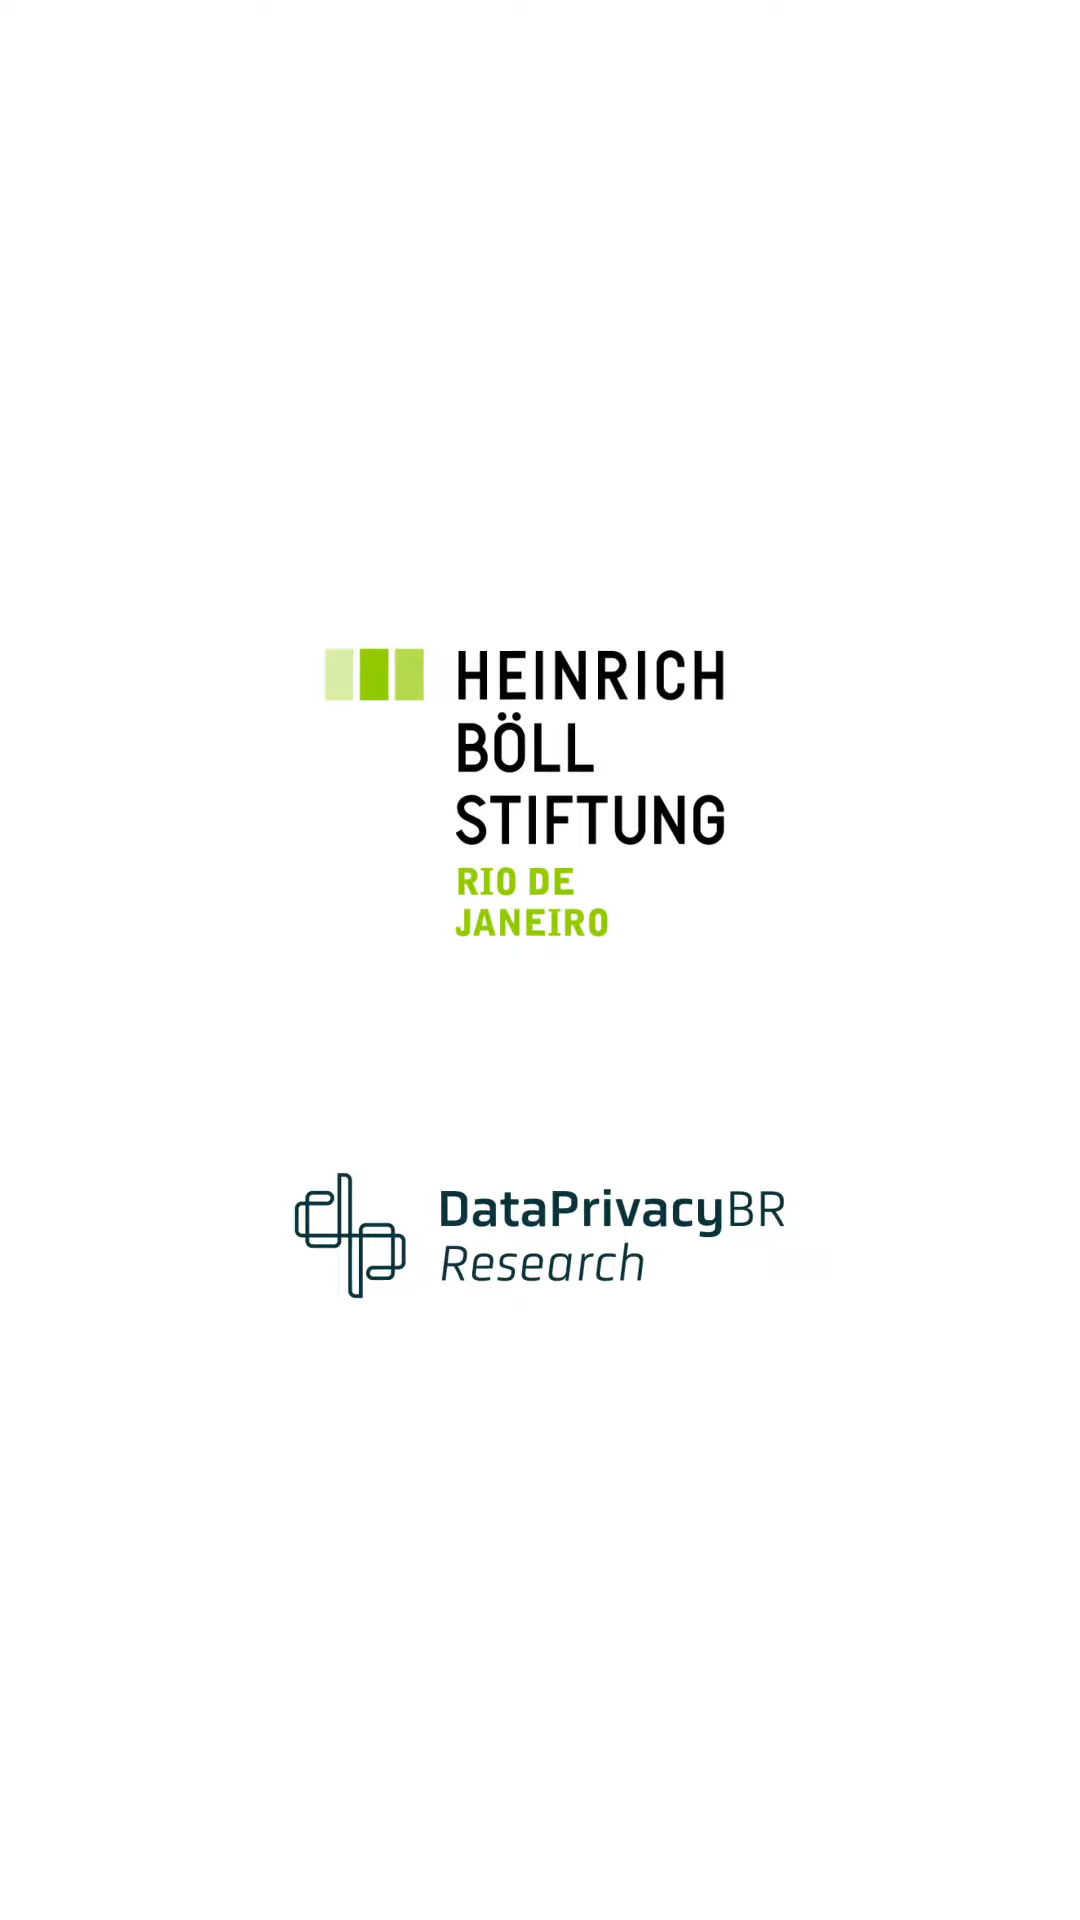 HEINRICH
BÖLL
STIFTUNG
RIO DE
JANEIRO
DataPrivacyBR
Research